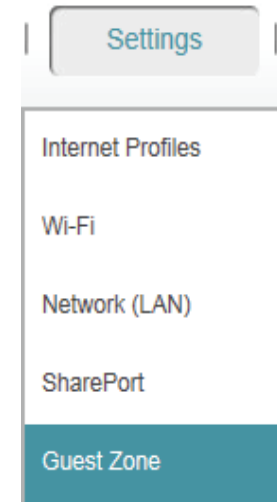 Settings
Internet Profiles
Wi-Fi
Network (LAN)
SharePort
Guest Zone